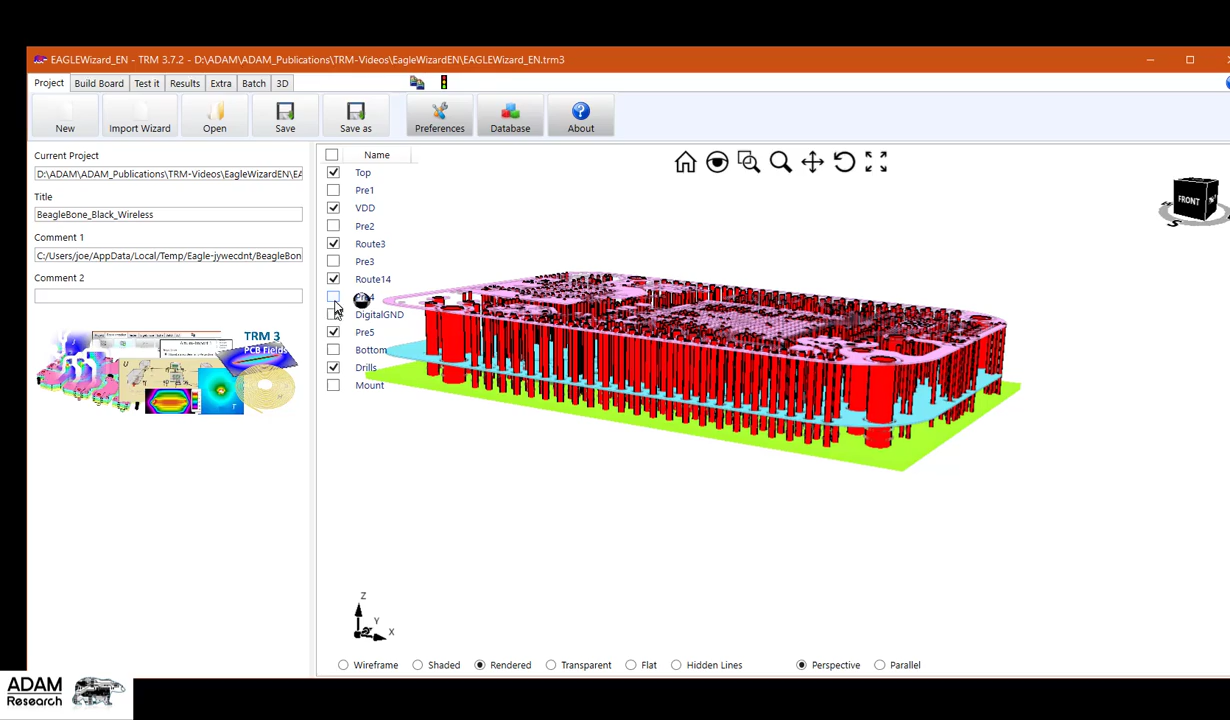 EAGLEWizard_EN - TRM 3.7.2 - D:\ADAM\ADAM_Publications\TRM-Videos\EagleWizardEN\EAGLEWizard_EN.trm3
Project Build Board Test it Results Extra Batch 3D
New Import Wizard Open Save Save as Preferences Database About
Current Project
D:\ADAM\ADAM_Publications\TRM-Videos\EagleWizardEN\EA
Title
BeagleBone_Black_Wireless
Comment 1
C:/Users/joe/AppData/Local/Temp/Eagle-jywecdnt/BeagleBon
Comment 2
TRM 3
PCB Fields
T
Name
Top
Pre1
VDD
Pre2
Route3
Pre3
Route14
DigitalGND
Pre5
Bottom
Drills
Mount
FRONT
S
Z
Y
X
Wireframe Shaded Rendered Transparent Flat Hidden Lines Perspective Parallel
ADAM
Research